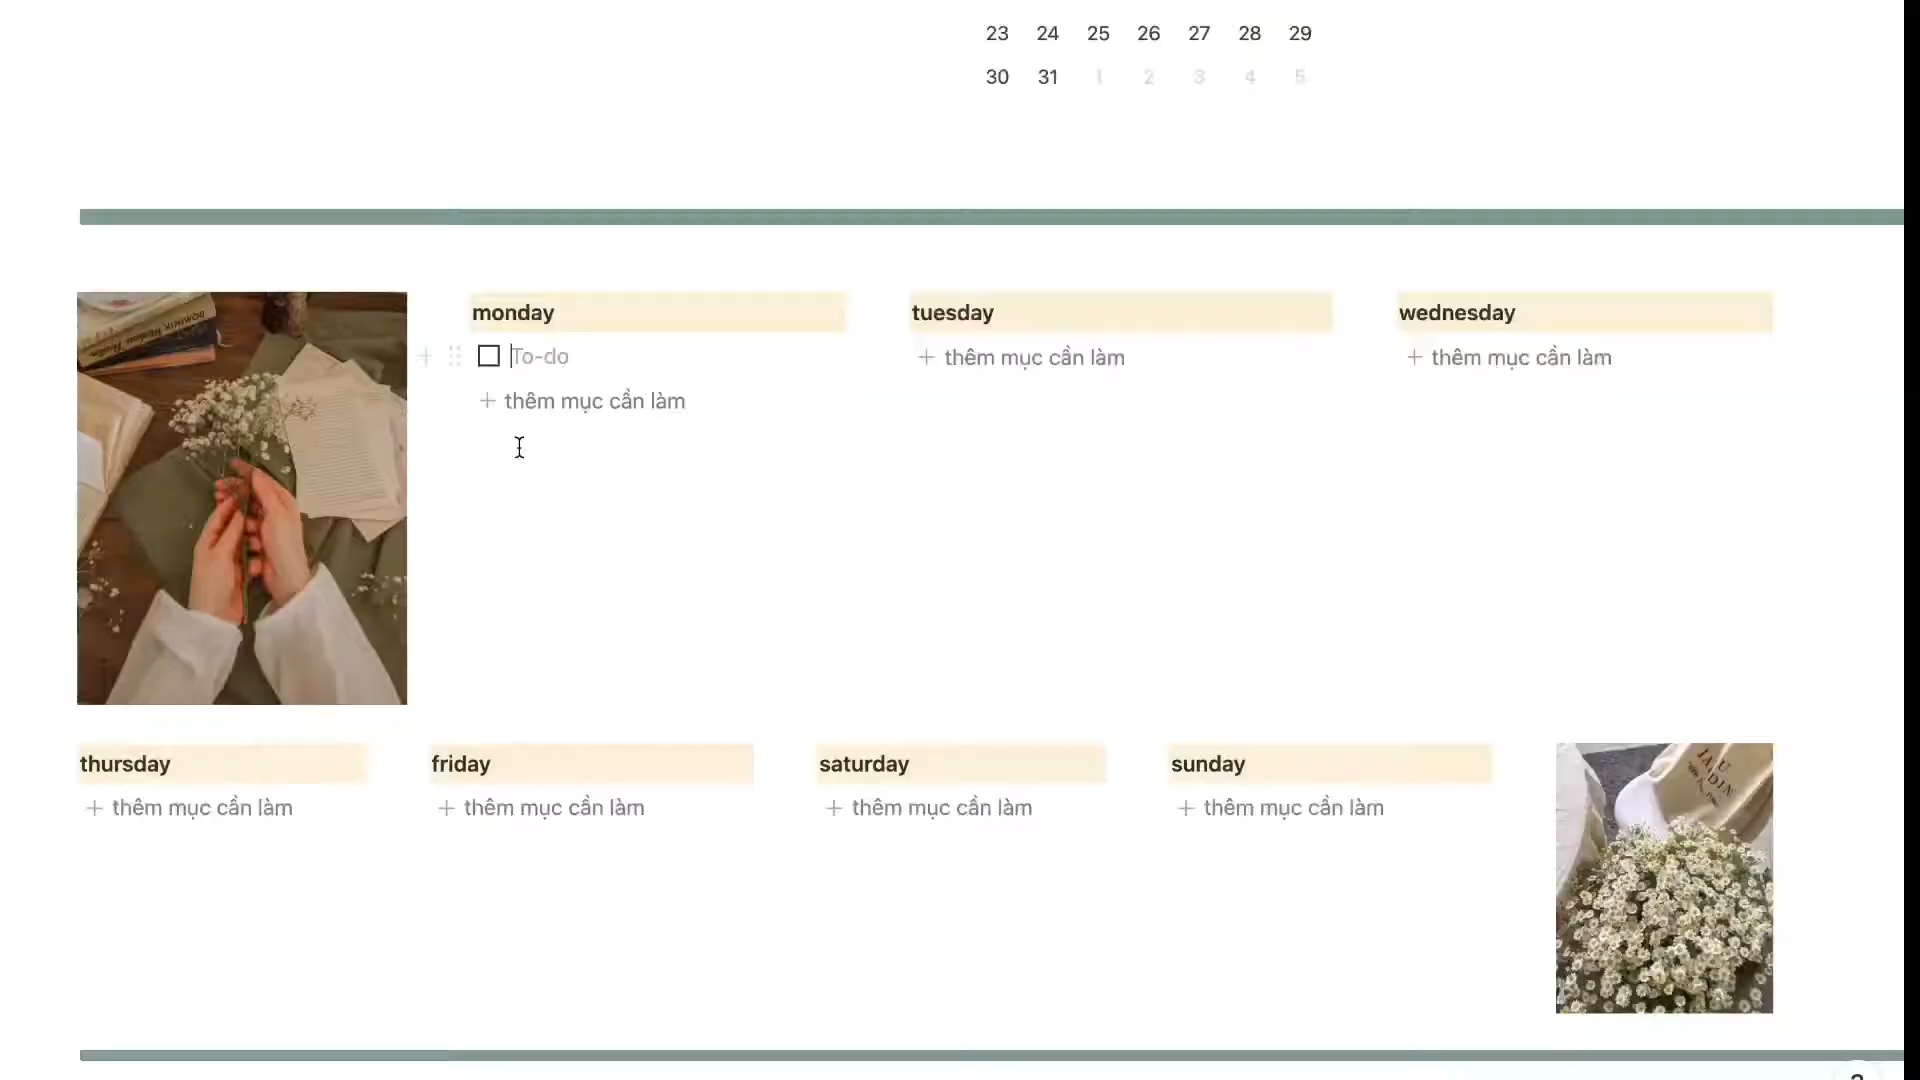 23 24 25 26 27 28 29
30 31 1 2 3 4 5
monday
tuesday
wednesday
To-do
+ thêm mục cần làm
+ thêm mục cần làm
+ thêm mục cần làm
thursday
friday
saturday
sunday
+ thêm mục cần làm
+ thêm mục cần làm
+ thêm mục cần làm
+ thêm mục cần làm